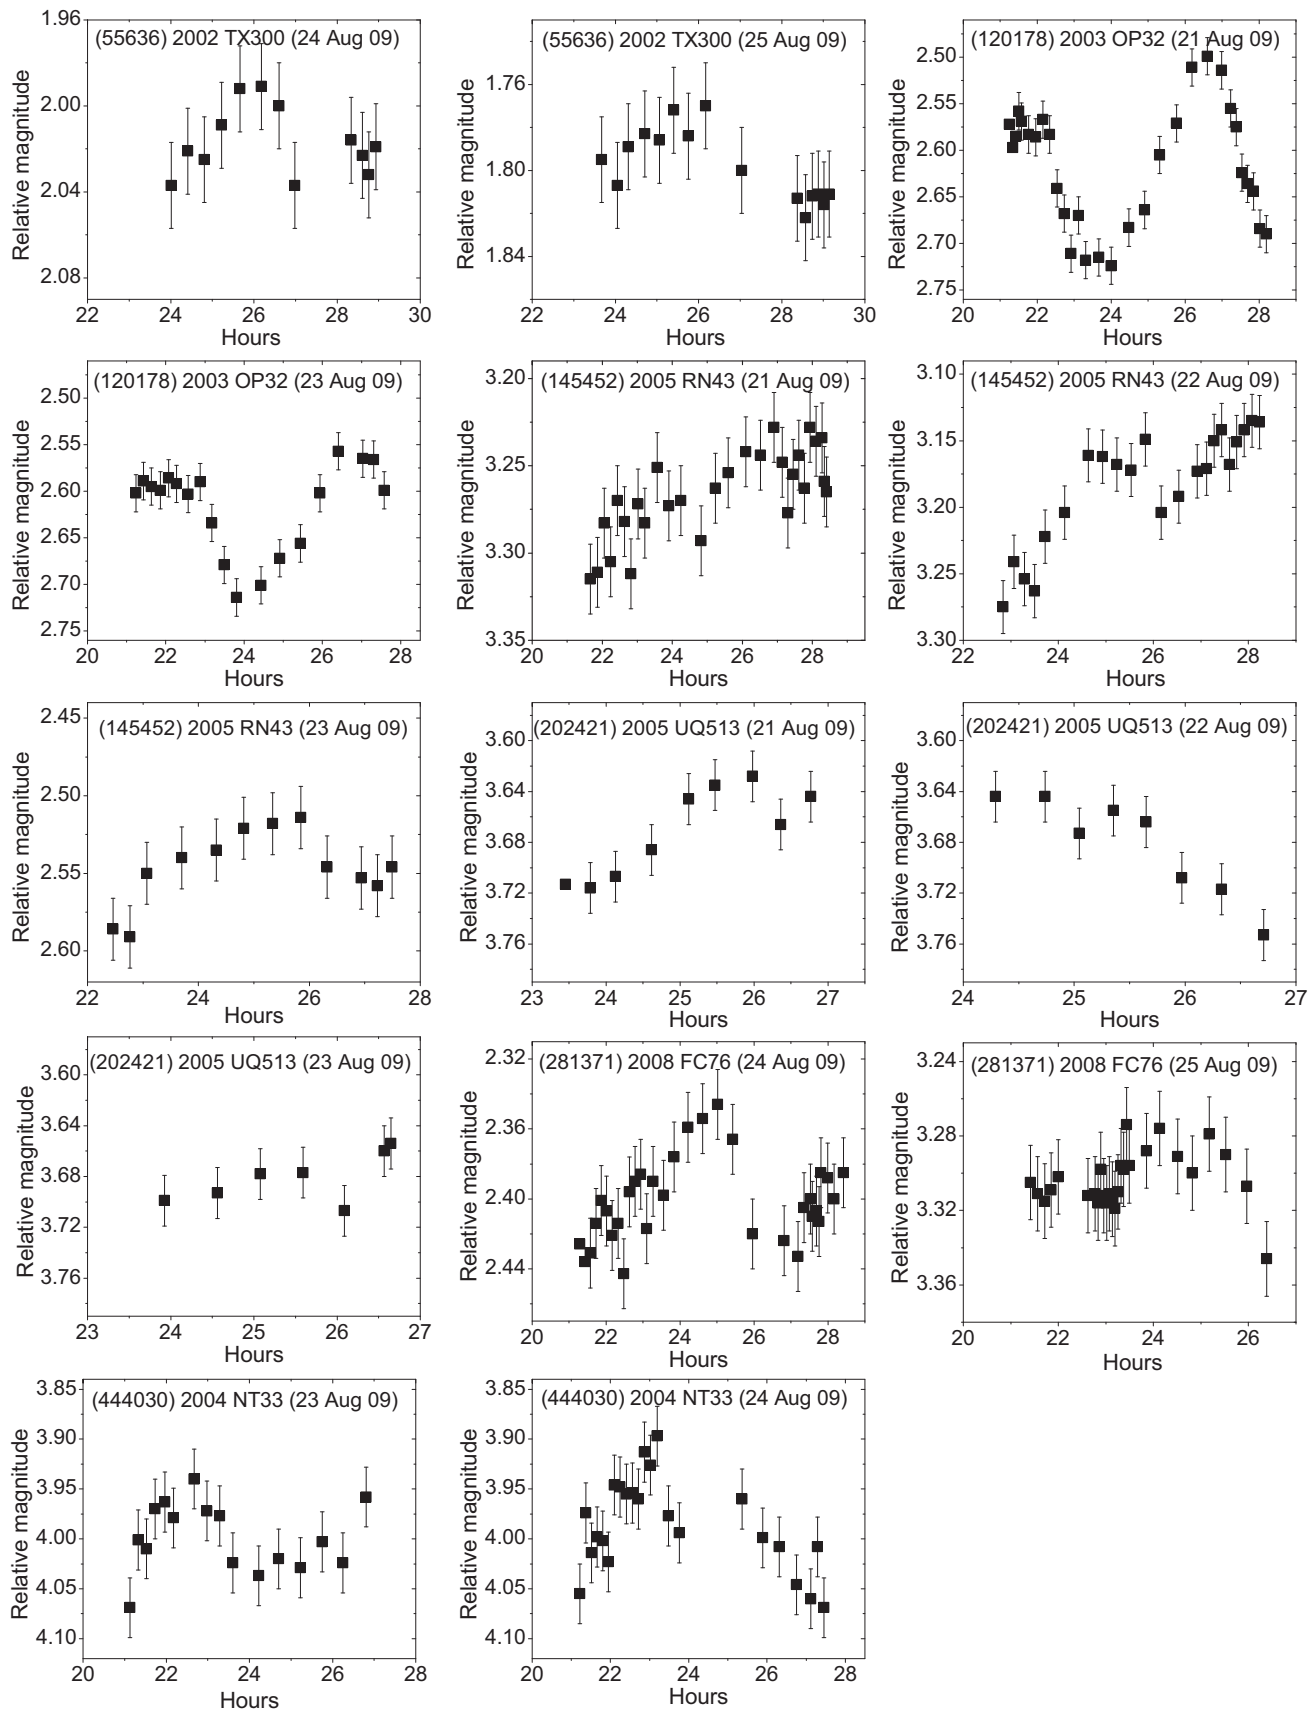 (55636) 2002 TX300 (24 Aug 09)
Relative magnitude
1.96
2.00
2.04
2.08
22 24 26 28 30
Hours
(55636) 2002 TX300 (25 Aug 09)
Relative magnitude
1.76
1.80
1.84
22 24 26 28 30
Hours
(120178) 2003 OP32 (21 Aug 09)
Relative magnitude
2.50
2.55
2.60
2.65
2.70
2.75
20 22 24 26 28
Hours
(120178) 2003 OP32 (23 Aug 09)
Relative magnitude
2.50
2.55
2.60
2.65
2.70
2.75
20 21 22 23 24 26 28
Hours
(145452) 2005 RN43 (21 Aug 09)
Relative magnitude
3.20
3.25
3.30
3.35
20 22 24 26 27 28
Hours
(145452) 2005 RN43 (22 Aug 09)
Relative magnitude
3.10
3.15
3.20
3.25
3.30
22 24 26 28
Hours
(145452) 2005 RN43 (23 Aug 09)
Relative magnitude
2.45
2.50
2.55
2.60
22 23 24 26 28
Hours
(202421) 2005 UQ513 (21 Aug 09)
Relative magnitude
3.60
3.64
3.68
3.72
3.76
23 24 25 26 27
Hours
(202421) 2005 UQ513 (22 Aug 09)
Relative magnitude
3.60
3.64
3.68
3.72
3.76
24 25 26 27
Hours
(202421) 2005 UQ513 (23 Aug 09)
Relative magnitude
3.60
3.64
3.68
3.72
3.76
23 24 25 26 27
Hours
(281371) 2008 FC76 (24 Aug 09)
Relative magnitude
2.32
2.36
2.40
2.44
20 22 24 26 28
Hours
(281371) 2008 FC76 (25 Aug 09)
Relative magnitude
3.24
3.28
3.32
3.36
20 21 22 23 24 26
Hours
(444030) 2004 NT33 (23 Aug 09)
Relative magnitude
3.85
3.90
3.95
4.00
4.05
4.10
20 22 23 24 26 27 28
Hours
(444030) 2004 NT33 (24 Aug 09)
Relative magnitude
3.85
3.90
3.95
4.00
4.05
4.10
20 22 23 24 26 27 28
Hours